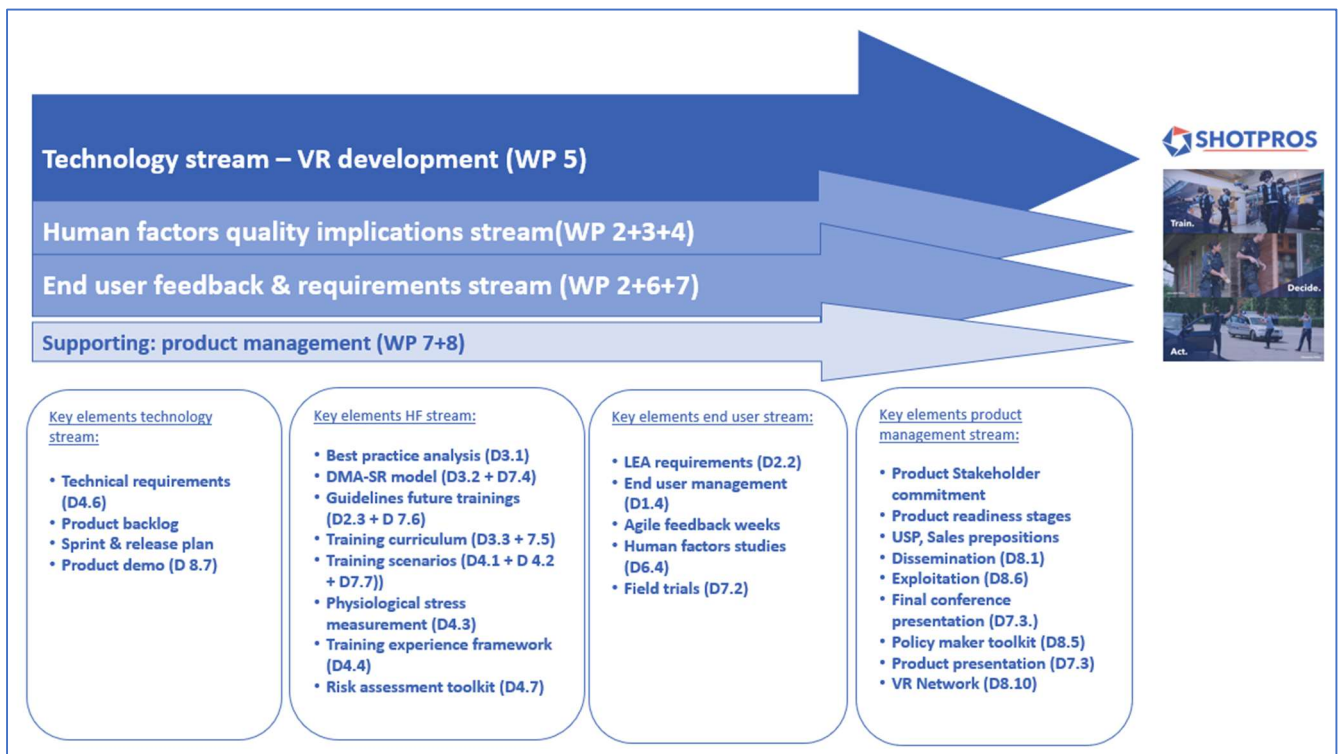 Technology stream – VR development (WP 5)
Human factors quality implications stream(WP 2+3+4)
End user feedback & requirements stream (WP 2+6+7)
Supporting: product management (WP 7+8)
SHOTPROS
Train.
Decide.
Act.
Key elements technology
stream:
• Technical requirements
(D4.6)
• Product backlog
• Sprint & release plan
• Product demo (D 8.7)
Key elements HF stream:
• Best practice analysis (D3.1)
• DMA-SR model (D3.2 + D7.4)
• Guidelines future trainings
(D2.3 + D 7.6)
• Training curriculum (D3.3 + 7.5)
• Training scenarios (D4.1 + D 4.2
+ D7.7))
• Physiological stress
measurement (D4.3)
• Training experience framework
(D4.4)
• Risk assessment toolkit (D4.7)
Key elements end user stream:
• LEA requirements (D2.2)
• End user management
(D1.4)
• Agile feedback weeks
• Human factors studies
(D6.4)
• Field trials (D7.2)
Key elements product
management stream:
• Product Stakeholder
commitment
• Product readiness stages
• USP, Sales prepositions
• Dissemination (D8.1)
• Exploitation (D8.6)
• Final conference
presentation (D7.3.)
• Policy maker toolkit (D8.5)
• Product presentation (D7.3)
• VR Network (D8.10)